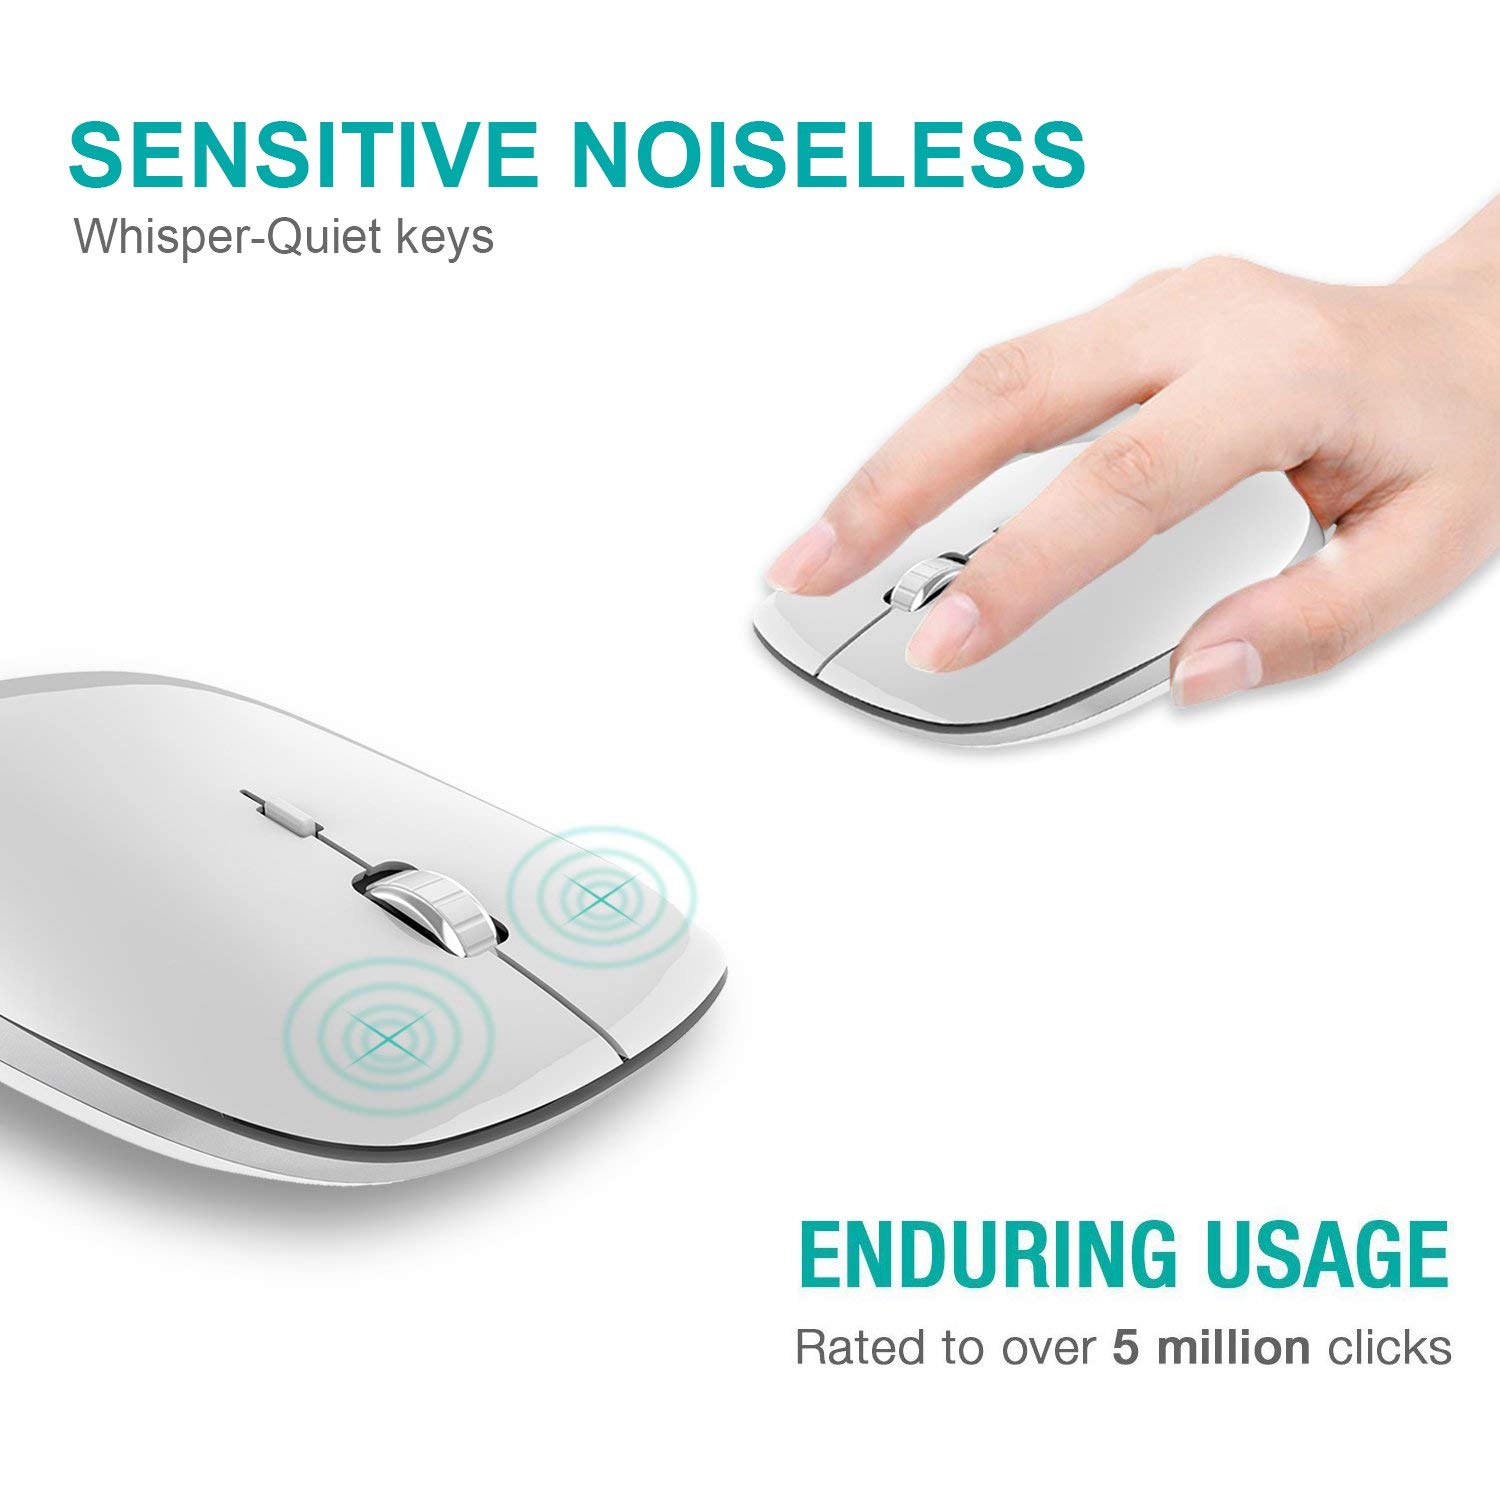 SENSITIVE NOISELESS
Whisper-Quiet keys
ENDURING USAGE
Rated to over 5 million clicks